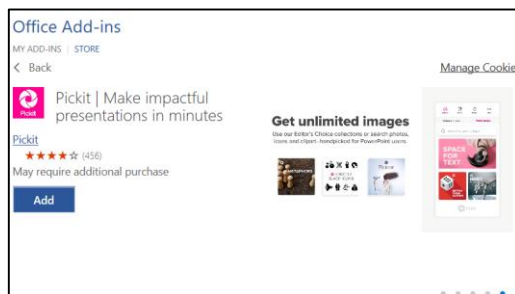 Office Add-ins
MY ADD-INS | STORE
< Back
Manage Cookie
Pickit
Pickit | Make impactful
presentations in minutes
Pickit
(456)
May require additional purchase
Add
Get unlimited images
Use our Editor's Choice collections or search photos,
icons and clipart - handpicked for PowerPoint users.
SPACE
FOR
TEXT